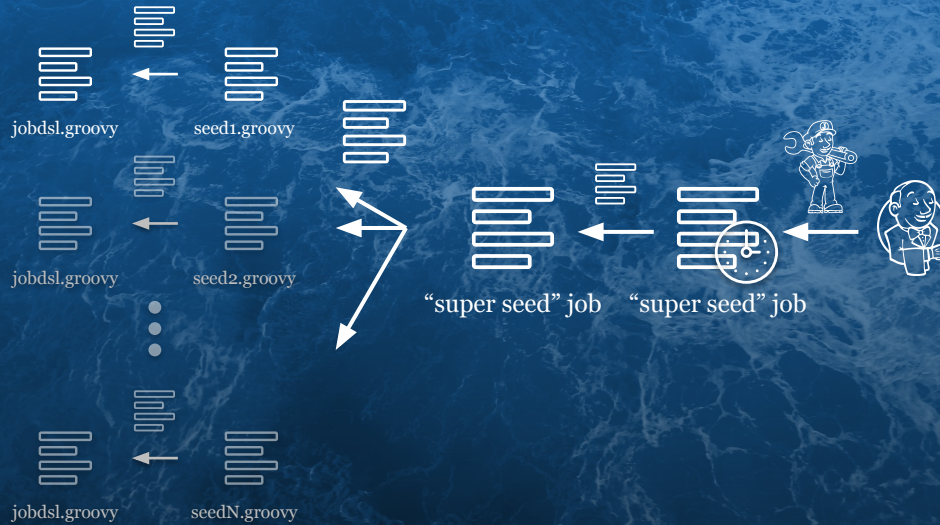 jobdsl.groovy
seed1.groovy
jobdsl.groovy
seed2.groovy
“super seed” job
“super seed” job
jobdsl.groovy
seedN.groovy